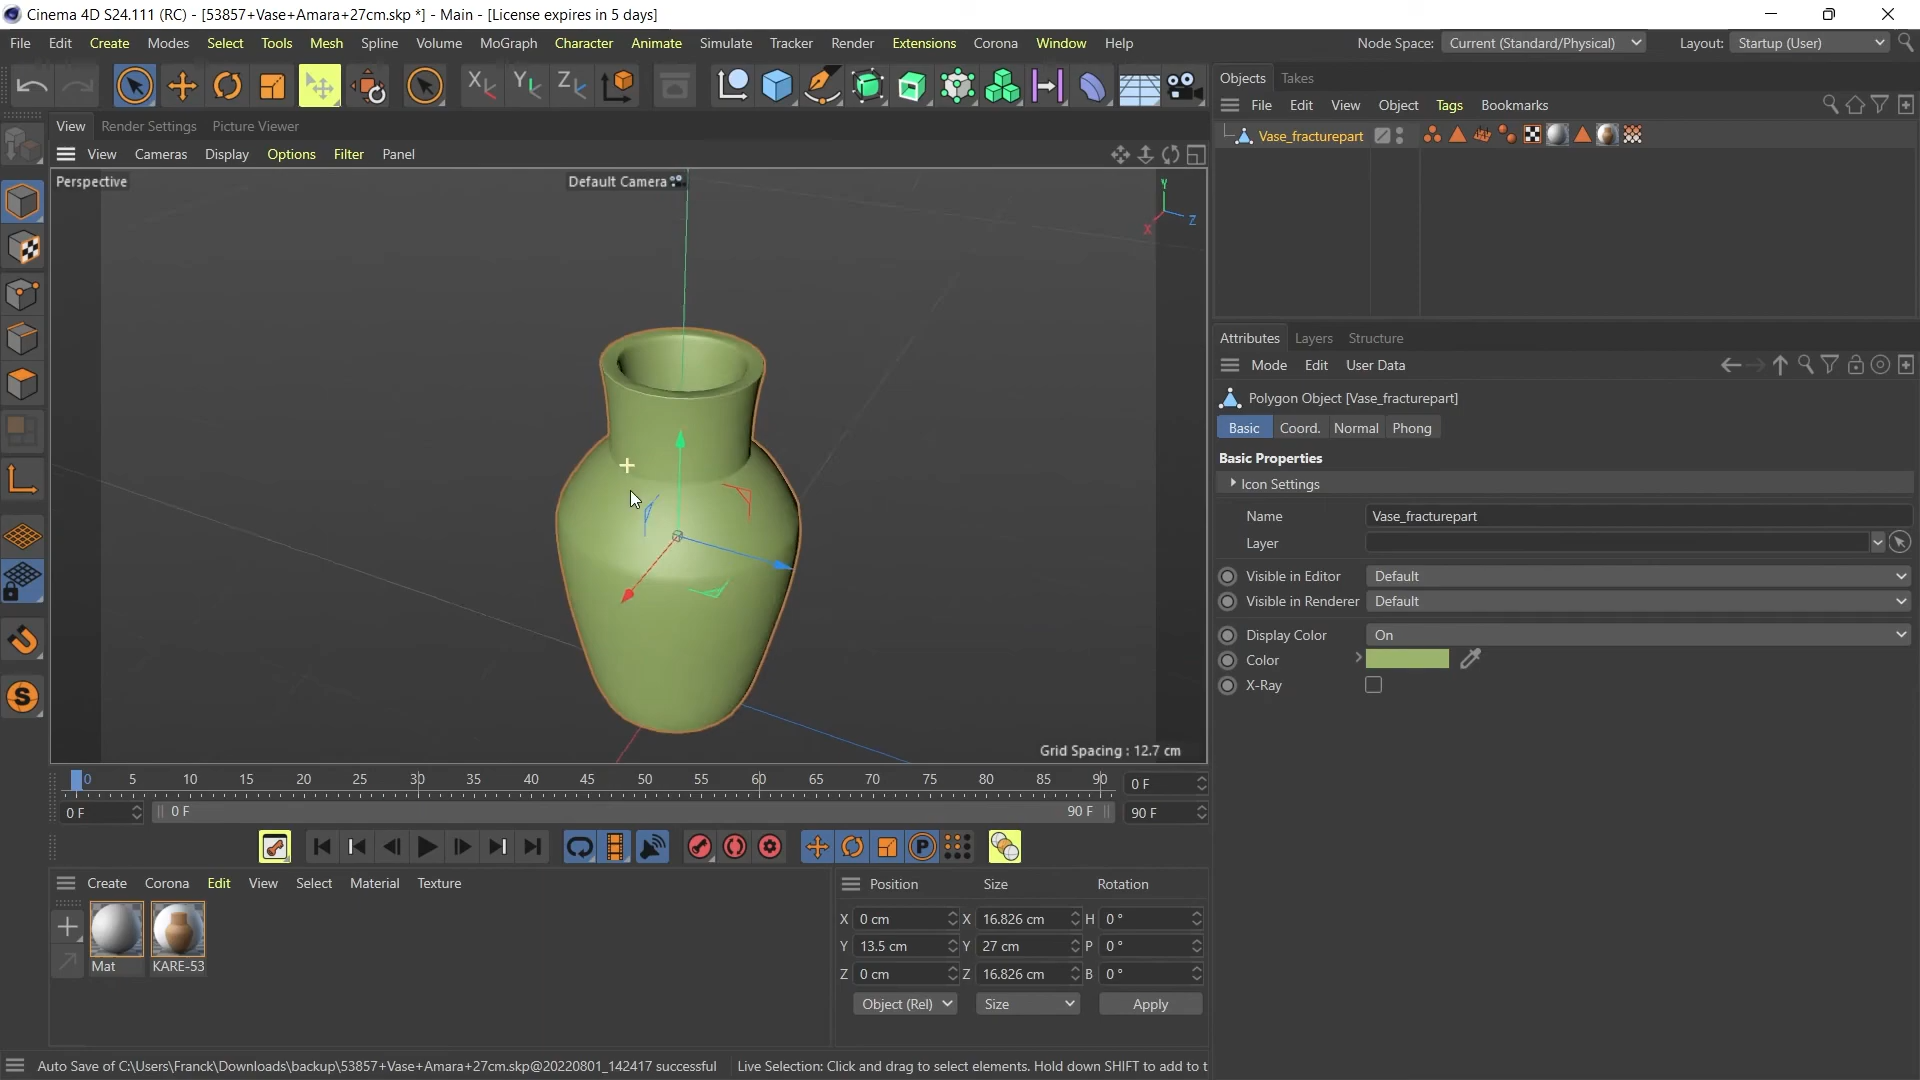 Cinema 4D S24.111 (RC) - [53857+Vase+Amara+27cm.skp *] - Main - [License expires in 5 days]
File Edit Create Modes Select Tools Mesh Spline Volume MoGraph Character Animate Simulate Tracker Render Extensions Corona Window Help Node Space: Current (Standard/Physical) Layout: Startup (User)
X Y Z
Objects Takes
File Edit View Object Tags Bookmarks
Vase_fracturepart
View Render Settings Picture Viewer
View Cameras Display Options Filter Panel
Perspective Default Camera
Y
Z
X
Grid Spacing : 12.7 cm
Attributes Layers Structure
Mode Edit User Data
Polygon Object [Vase_fracturepart]
Basic Coord. Normal Phong
Basic Properties
Icon Settings
Name Vase_fracturepart
Layer
Visible in Editor Default
Visible in Renderer Default
Display Color On
Color
X-Ray
S
0 5 10 15 20 25 30 35 40 45 50 55 60 65 70 75 80 85 90 0 F
0 F 0 F 90 F 90 F
P
Create Corona Edit View Select Material Texture
Mat KARE-53
Position Size Rotation
X 0 cm X 16.826 cm H 0 °
Y 13.5 cm Y 27 cm P 0 °
Z 0 cm Z 16.826 cm B 0 °
Object (Rel) Size Apply
Auto Save of C:\Users\Franck\Downloads\backup\53857+Vase+Amara+27cm.skp@20220801_142417 successful Live Selection: Click and drag to select elements. Hold down SHIFT to add to t